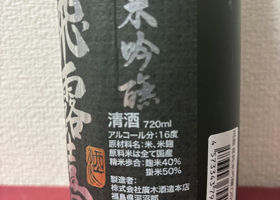 飛露
米吟醸
清酒 720ml
アルコール分：16度
原材料名：米、米麹
原料米は全て国産
精米歩合：麹米40%
掛米50%
製造者：
株式会社廣木酒造本店
福島県河沼郡